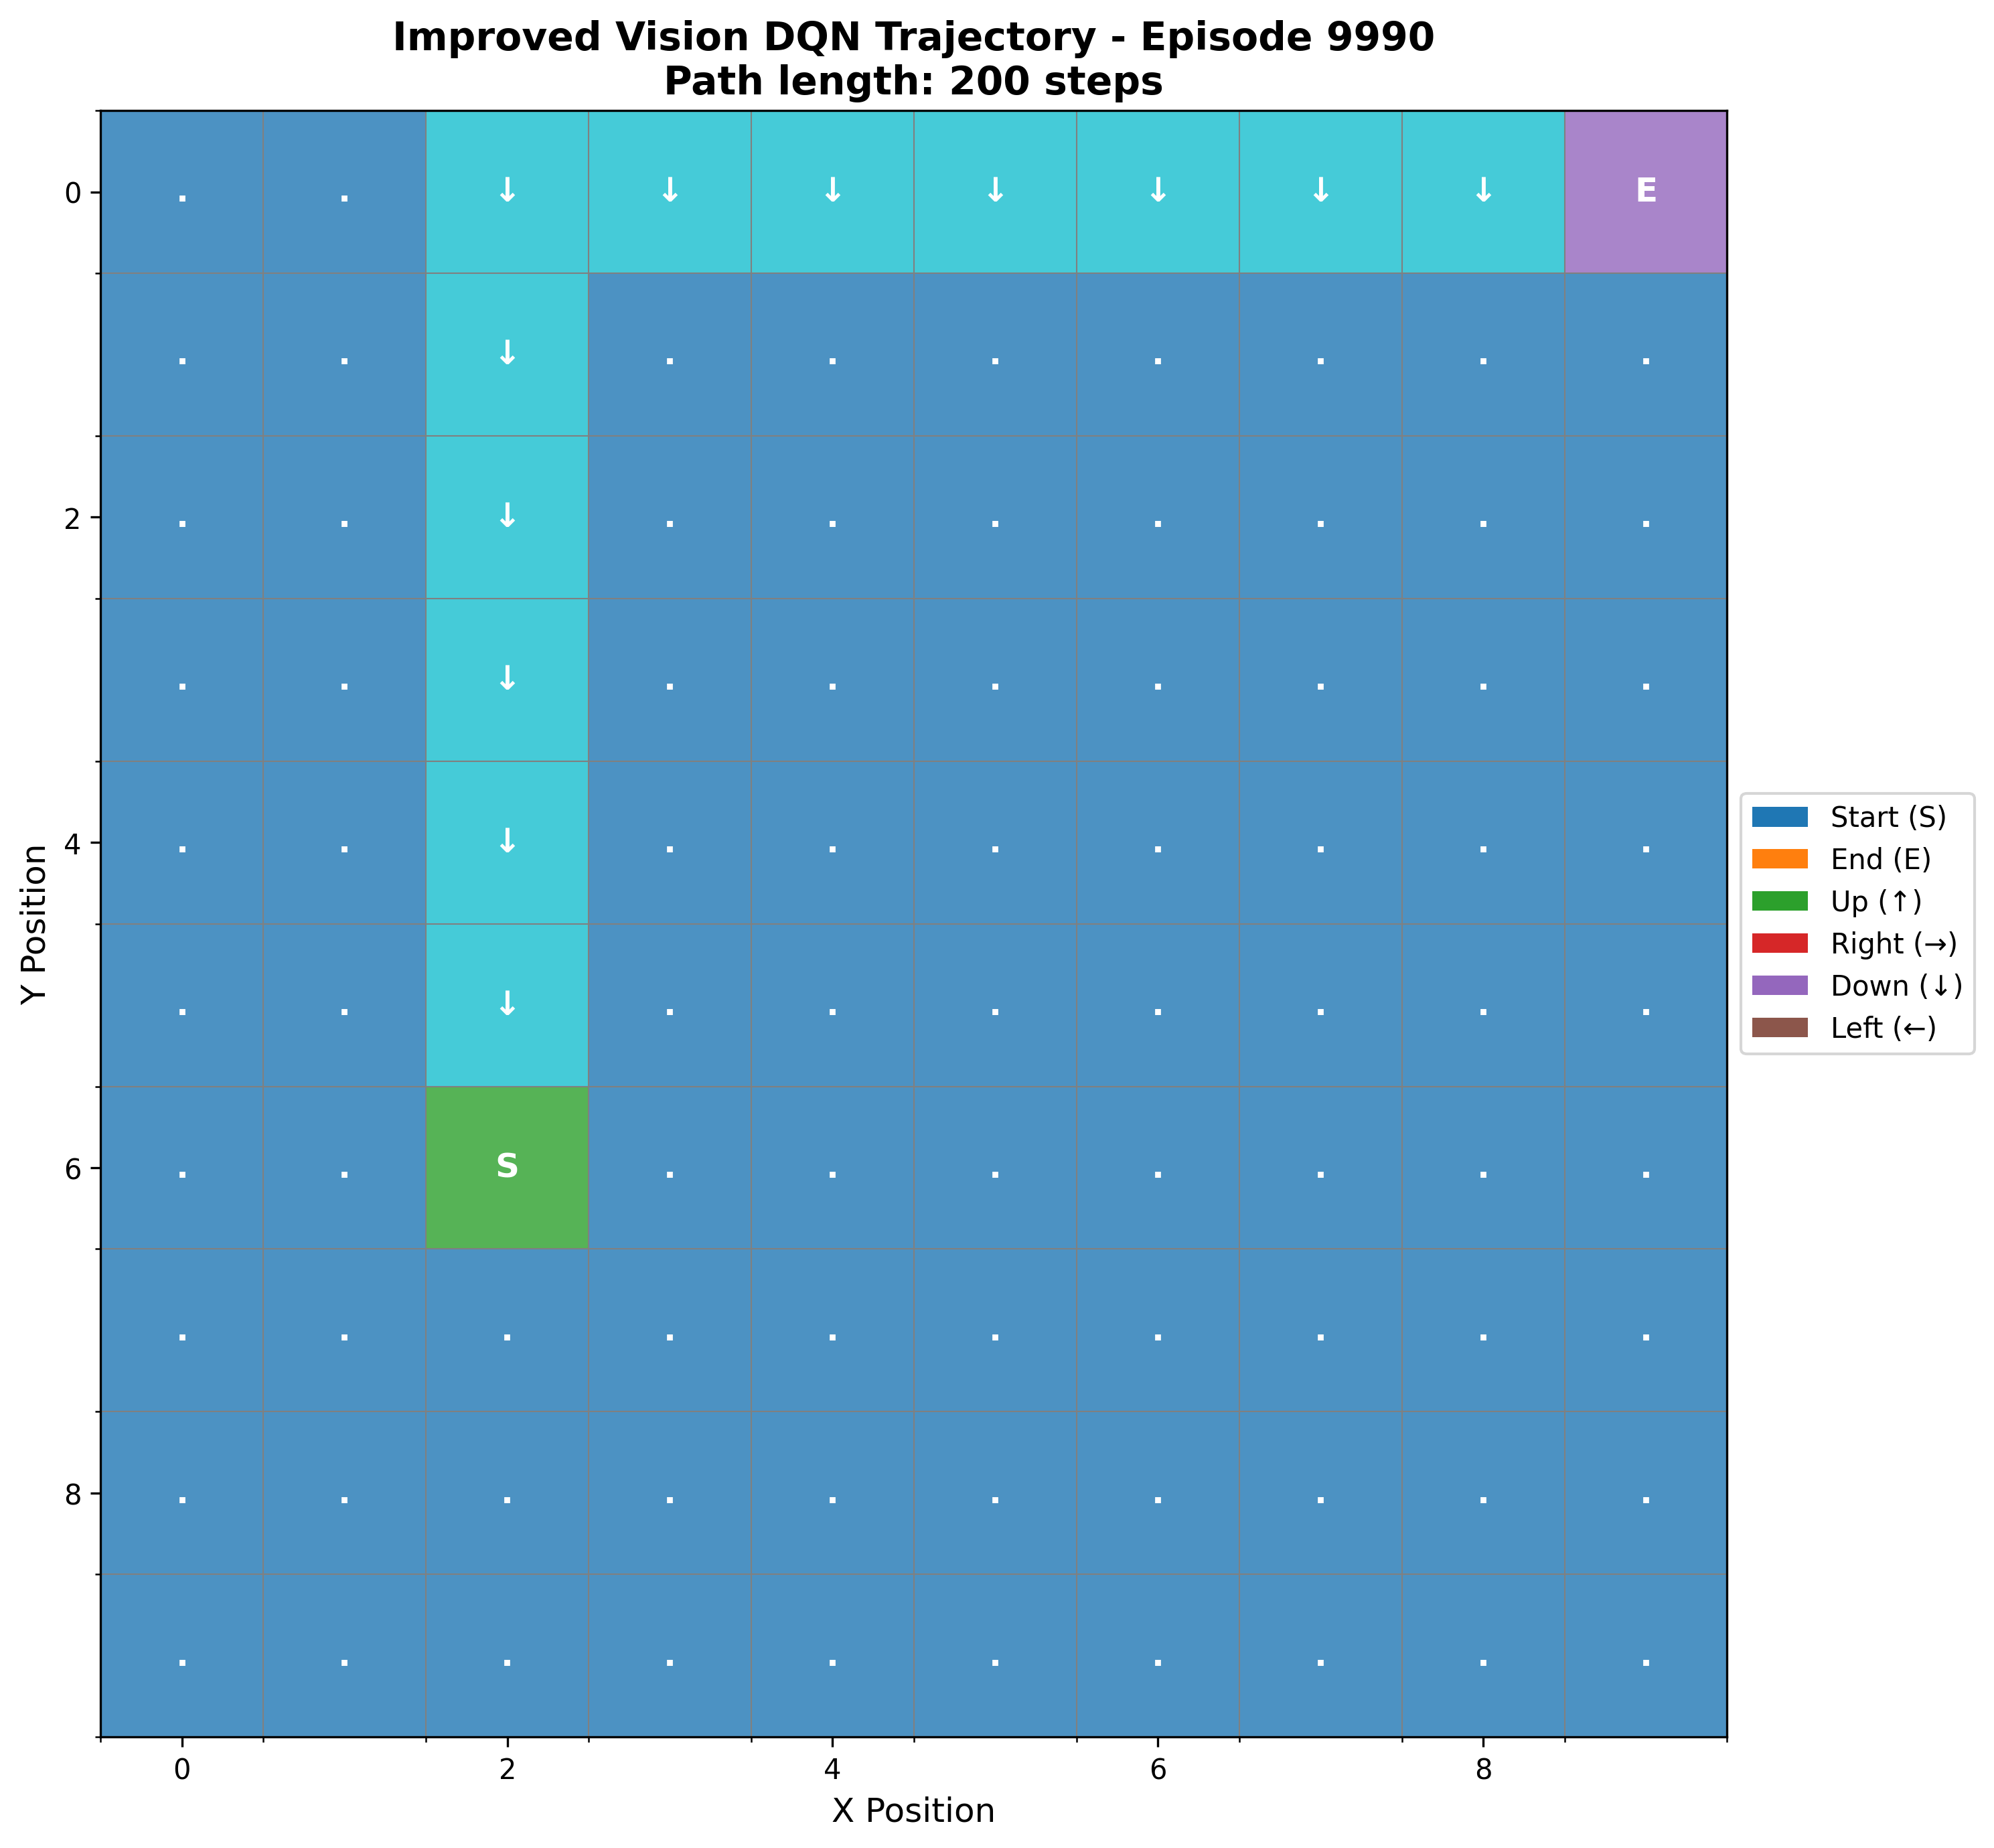 Improved Vision DQN Trajectory - Episode 9990
Path length: 200 steps
0 . . ↓ ↓ ↓ ↓ ↓ ↓ ↓ E
. . ↓ . . . . . . .
2 . . ↓ . . . . . . .
. . ↓ . . . . . . .
4 . . ↓ . . . . . . .
. . ↓ . . . . . . .
6 . . S . . . . . . .
. . . . . . . . . .
8 . . . . . . . . . .
. . . . . . . . . .
0 2 4 6 8
X Position
Y Position
Start (S)
End (E)
Up (↑)
Right (→)
Down (↓)
Left (←)